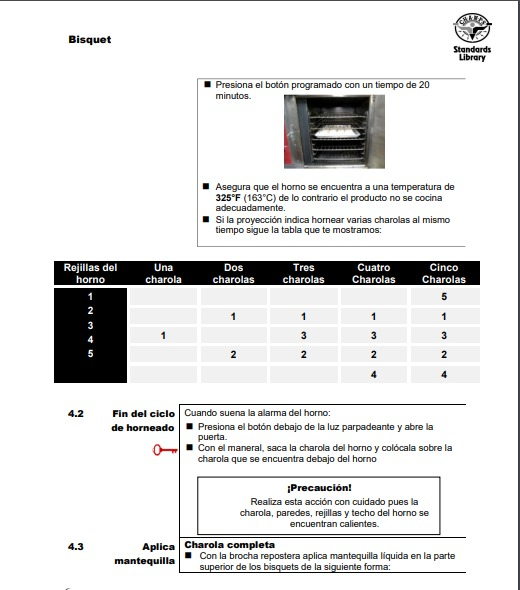 Bisquet
CHAMPS
Standards
Library
■ Presiona el botón programado con un tiempo de 20
minutos.
■ Asegura que el horno se encuentra a una temperatura de
325°F (163°C) de lo contrario el producto no se cocina
adecuadamente.
■ Si la proyección indica hornear varias charolas al mismo
tiempo sigue la tabla que te mostramos:
Rejillas del horno Una charola Dos charolas Tres charolas Cuatro Charolas Cinco Charolas
1 5
2 1 1 1 1
3 1 3 3 3
4 2 2 2 2
5 4 4
4.2 Fin del ciclo
de horneado
Cuando suena la alarma del horno:
■ Presiona el botón debajo de la luz parpadeante y abre la
puerta.
■ Con el maneral, saca la charola del horno y colócala sobre la
charola que se encuentra debajo del horno
¡Precaución!
Realiza esta acción con cuidado pues la
charola, paredes, rejillas y techo del horno se
encuentran calientes.
4.3 Aplica
mantequilla
Charola completa
■ Con la brocha repostera aplica mantequilla líquida en la parte
superior de los bisquets de la siguiente forma: